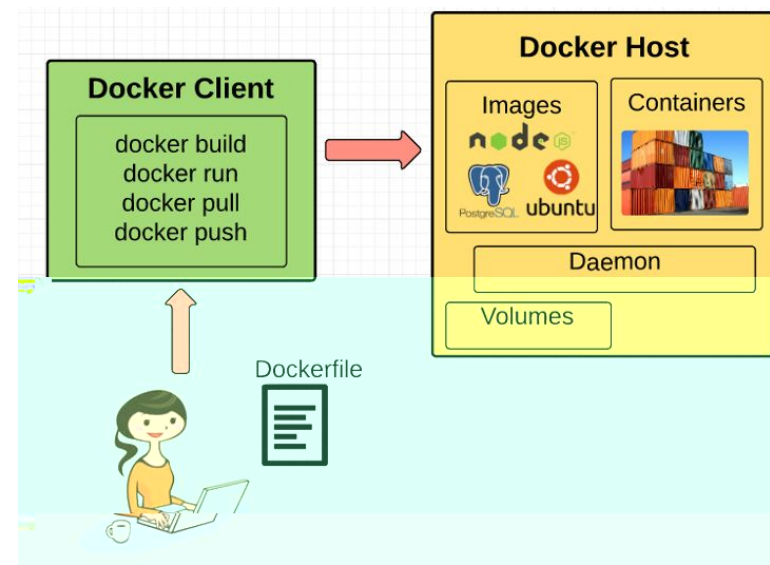 Docker Client
docker build
docker run
docker pull
docker push
Docker Host
Images
node
JS
PostgreSQL
ubuntu
Containers
Daemon
Volumes
Dockerfile